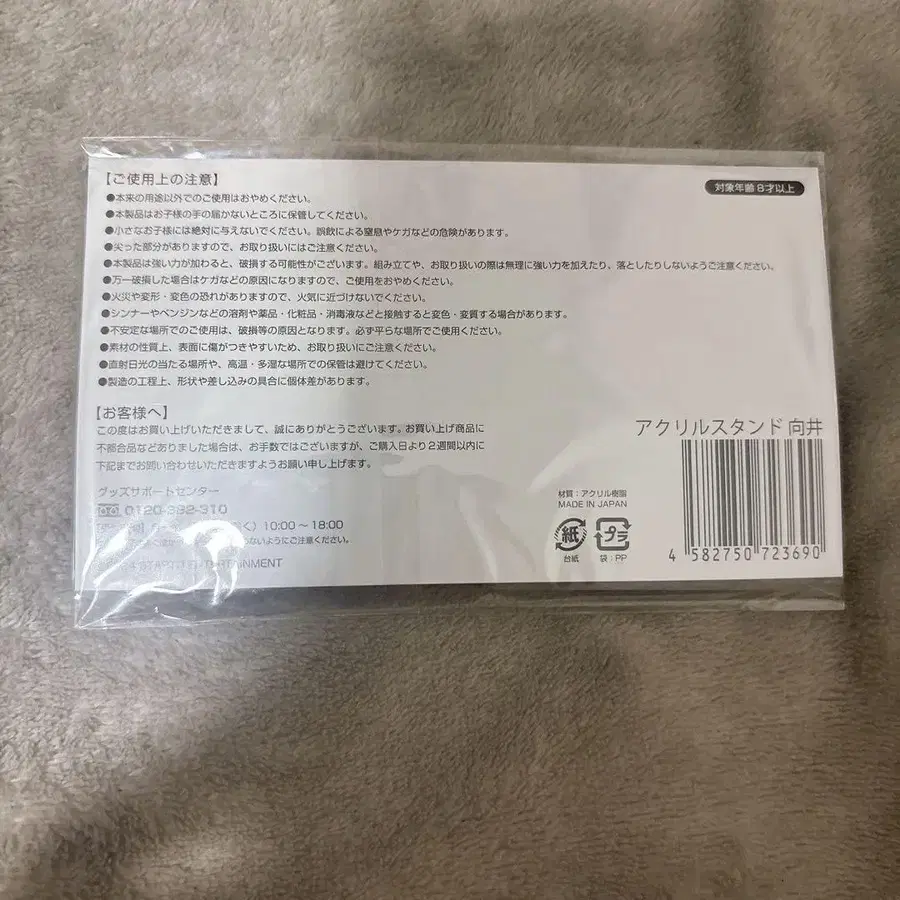 【ご使用上の注意】
対象年齢 8才以上
●本来の用途以外でのご使用はおやめください。
●本製品はお子様の手の届かないところに保管してください。
●小さなお子様には絶対に与えないでください。誤飲による窒息やケガなどの危険があります。
●尖った部分がありますので、お取り扱いにはご注意ください。
●本製品は強い力が加わると、破損する可能性がございます。組み立てや、お取り扱いの際は無理に強い力を加えたり、落としたりしないようご注意ください。
●万一破損した場合はケガなどの原因になりますので、ご使用をおやめください。
●火災や変形・変色の恐れがありますので、火気に近づけないでください。
●シンナーやベンジンなどの溶剤や薬品・化粧品・消毒液などと接触すると変色・変質する場合があります。
●不安定な場所でのご使用は、破損等の原因となります。必ず平らな場所でご使用ください。
●素材の性質上、表面に傷がつきやすいため、お取り扱いにご注意ください。
●直射日光の当たる場所や、高温・多湿な場所での保管は避けてください。
●製造の工程上、形状や差し込みの具合に個体差があります。
【お客様へ】
この度はお買い上げいただきまして、誠にありがとうございます。お買い上げ商品に
不都合品などありました場合は、お手数ではございますが、ご購入日より2週間以内に
下記までお問い合わせいただきますようお願い申し上げます。
グッズサポートセンター
0120-382-310
く）10:00～18:00
ないようにご注意ください。
アクリルスタンド 向井
材質：アクリル樹脂
MADE IN JAPAN
紙 プラ
台紙 袋：PP
4 582750 723690